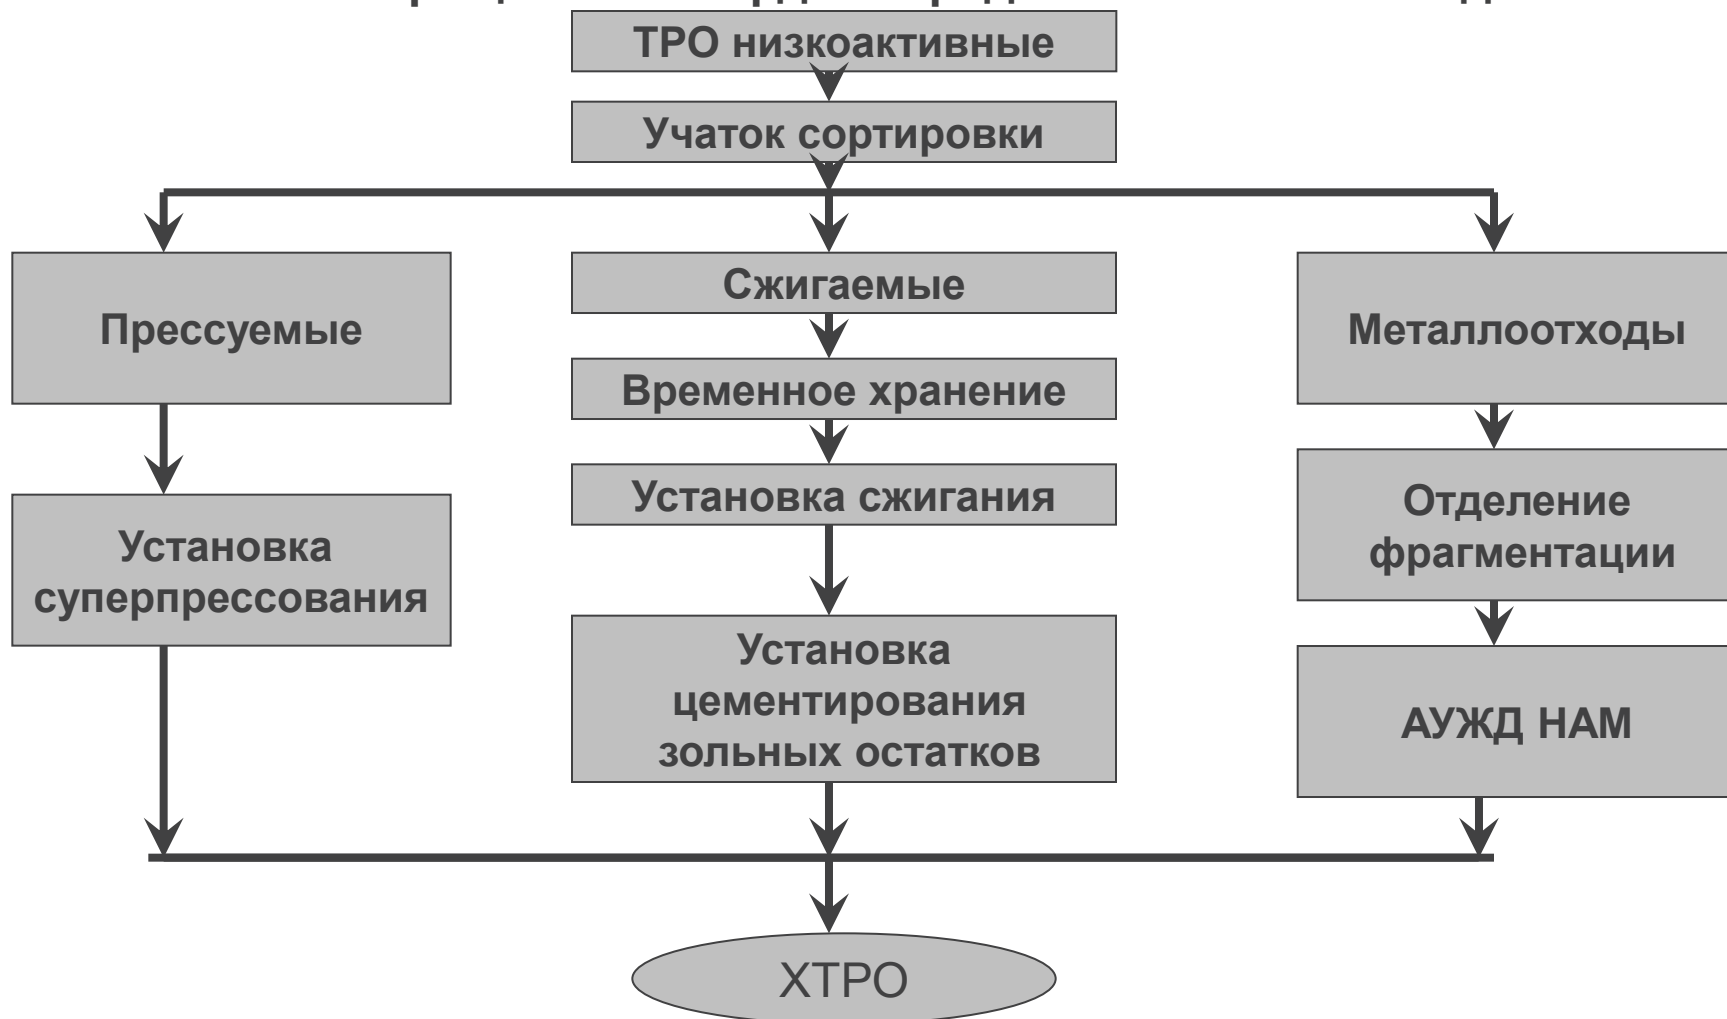 ТРО низкоактивные
Учаток сортировки
Прессуемые
Сжигаемые
Металлоотходы
Временное хранение
Установка сжигания
Отделение
фрагментации
Установка
суперпрессования
Установка
цементирования
зольных остатков
АУЖД НАМ
ХТРО